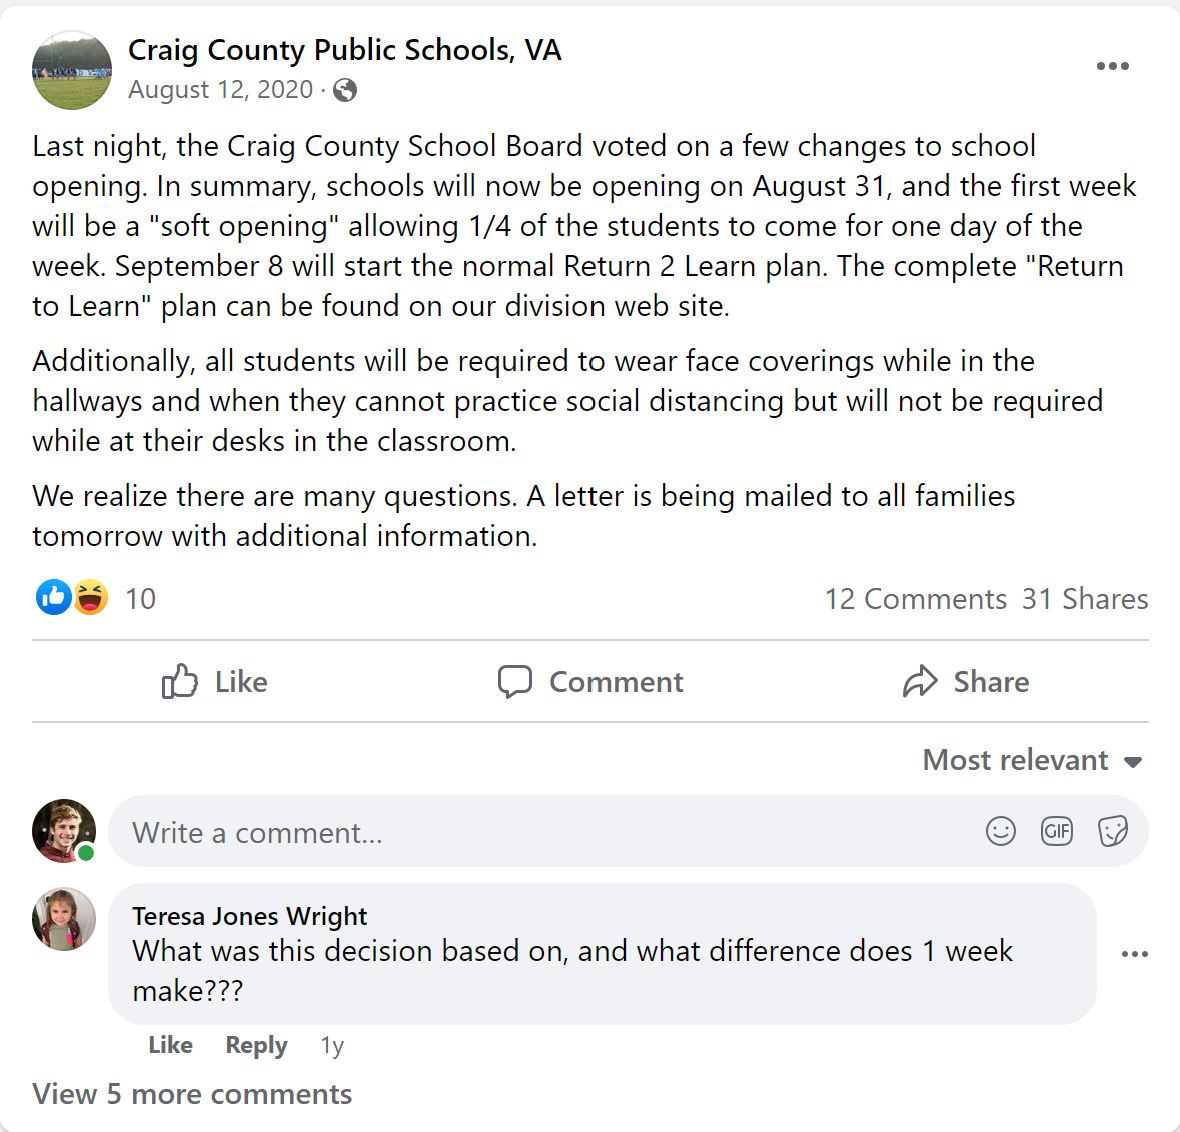 Craig County Public Schools, VA
August 12, 2020 ·
Last night, the Craig County School Board voted on a few changes to school
opening. In summary, schools will now be opening on August 31, and the first week
will be a "soft opening" allowing 1/4 of the students to come for one day of the
week. September 8 will start the normal Return 2 Learn plan. The complete "Return
to Learn" plan can be found on our division web site.
Additionally, all students will be required to wear face coverings while in the
hallways and when they cannot practice social distancing but will not be required
while at their desks in the classroom.
We realize there are many questions. A letter is being mailed to all families
tomorrow with additional information.
10 12 Comments 31 Shares
Like Comment Share
Most relevant
Write a comment... GIF
Teresa Jones Wright
What was this decision based on, and what difference does 1 week
make???
Like Reply 1y
View 5 more comments